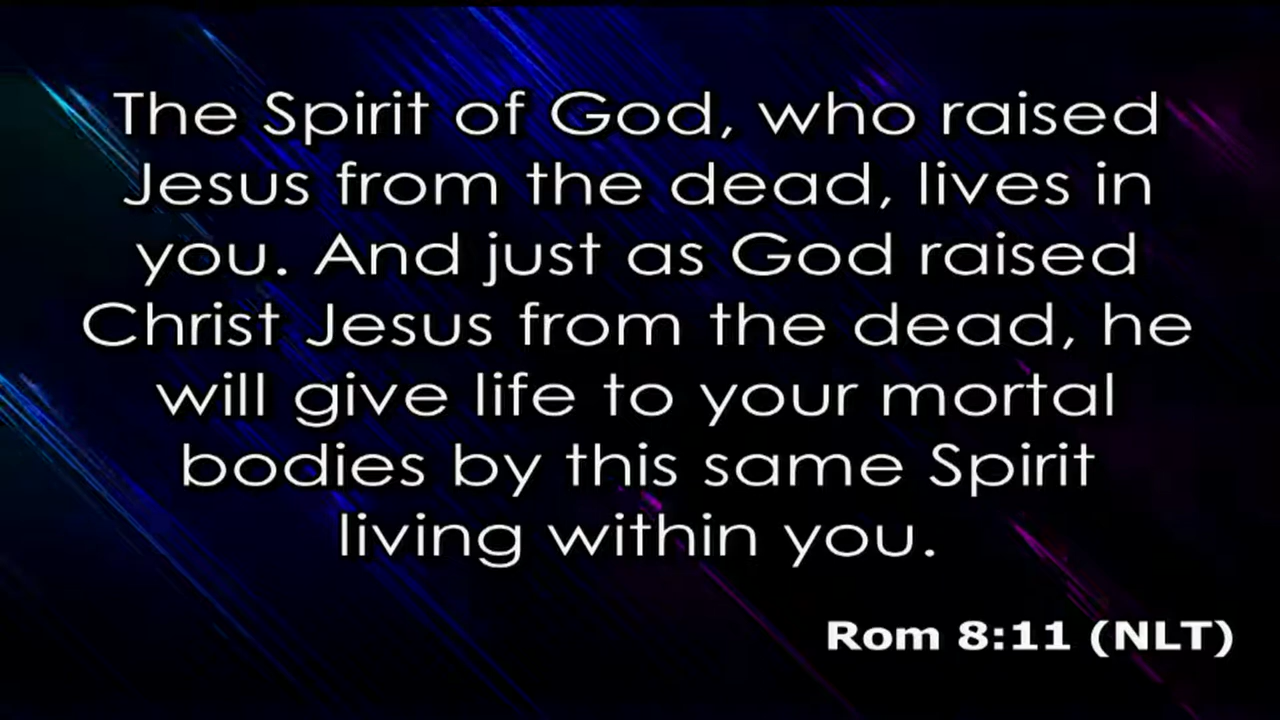 The Spirit of God, who raised
Jesus from the dead, lives in
you. And just as God raised
Christ Jesus from the dead, he
will give life to your mortal
bodies by this same Spirit
living within you.
Rom 8:11 (NLT)